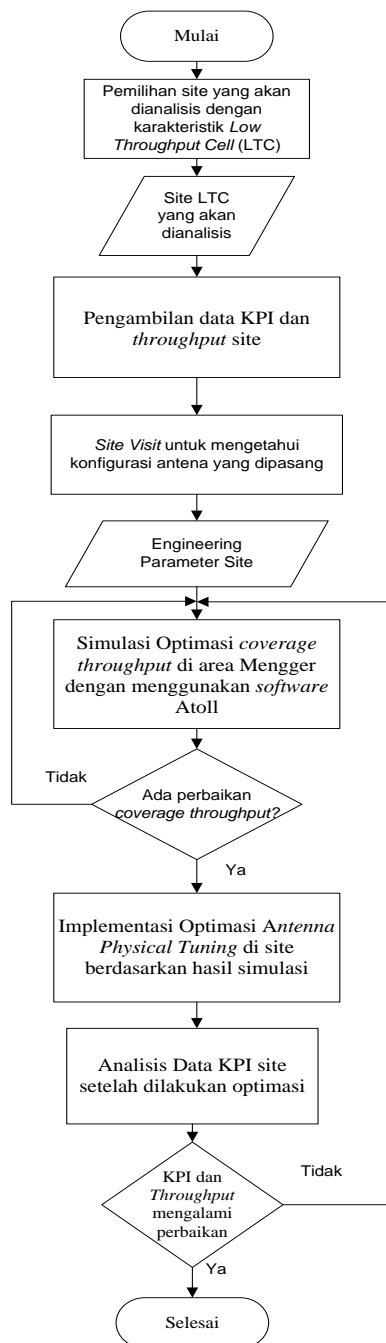 Mulai
Pemilihan site yang akan
dianalisis dengan
karakteristik Low
Throughput Cell (LTC)
Site LTC
yang akan
dianalisis
Pengambilan data KPI dan
throughput site
Site Visit untuk mengetahui
konfigurasi antena yang dipasang
Engineering
Parameter Site
Simulasi Optimasi coverage
throughput di area Mengger
dengan menggunakan software
Atoll
Tidak
Ada perbaikan
coverage throughput?
Ya
Implementasi Optimasi Antenna
Physical Tuning di site
berdasarkan hasil simulasi
Analisis Data KPI site
setelah dilakukan optimasi
Tidak
KPI dan
Throughput
mengalami
perbaikan
Ya
Selesai